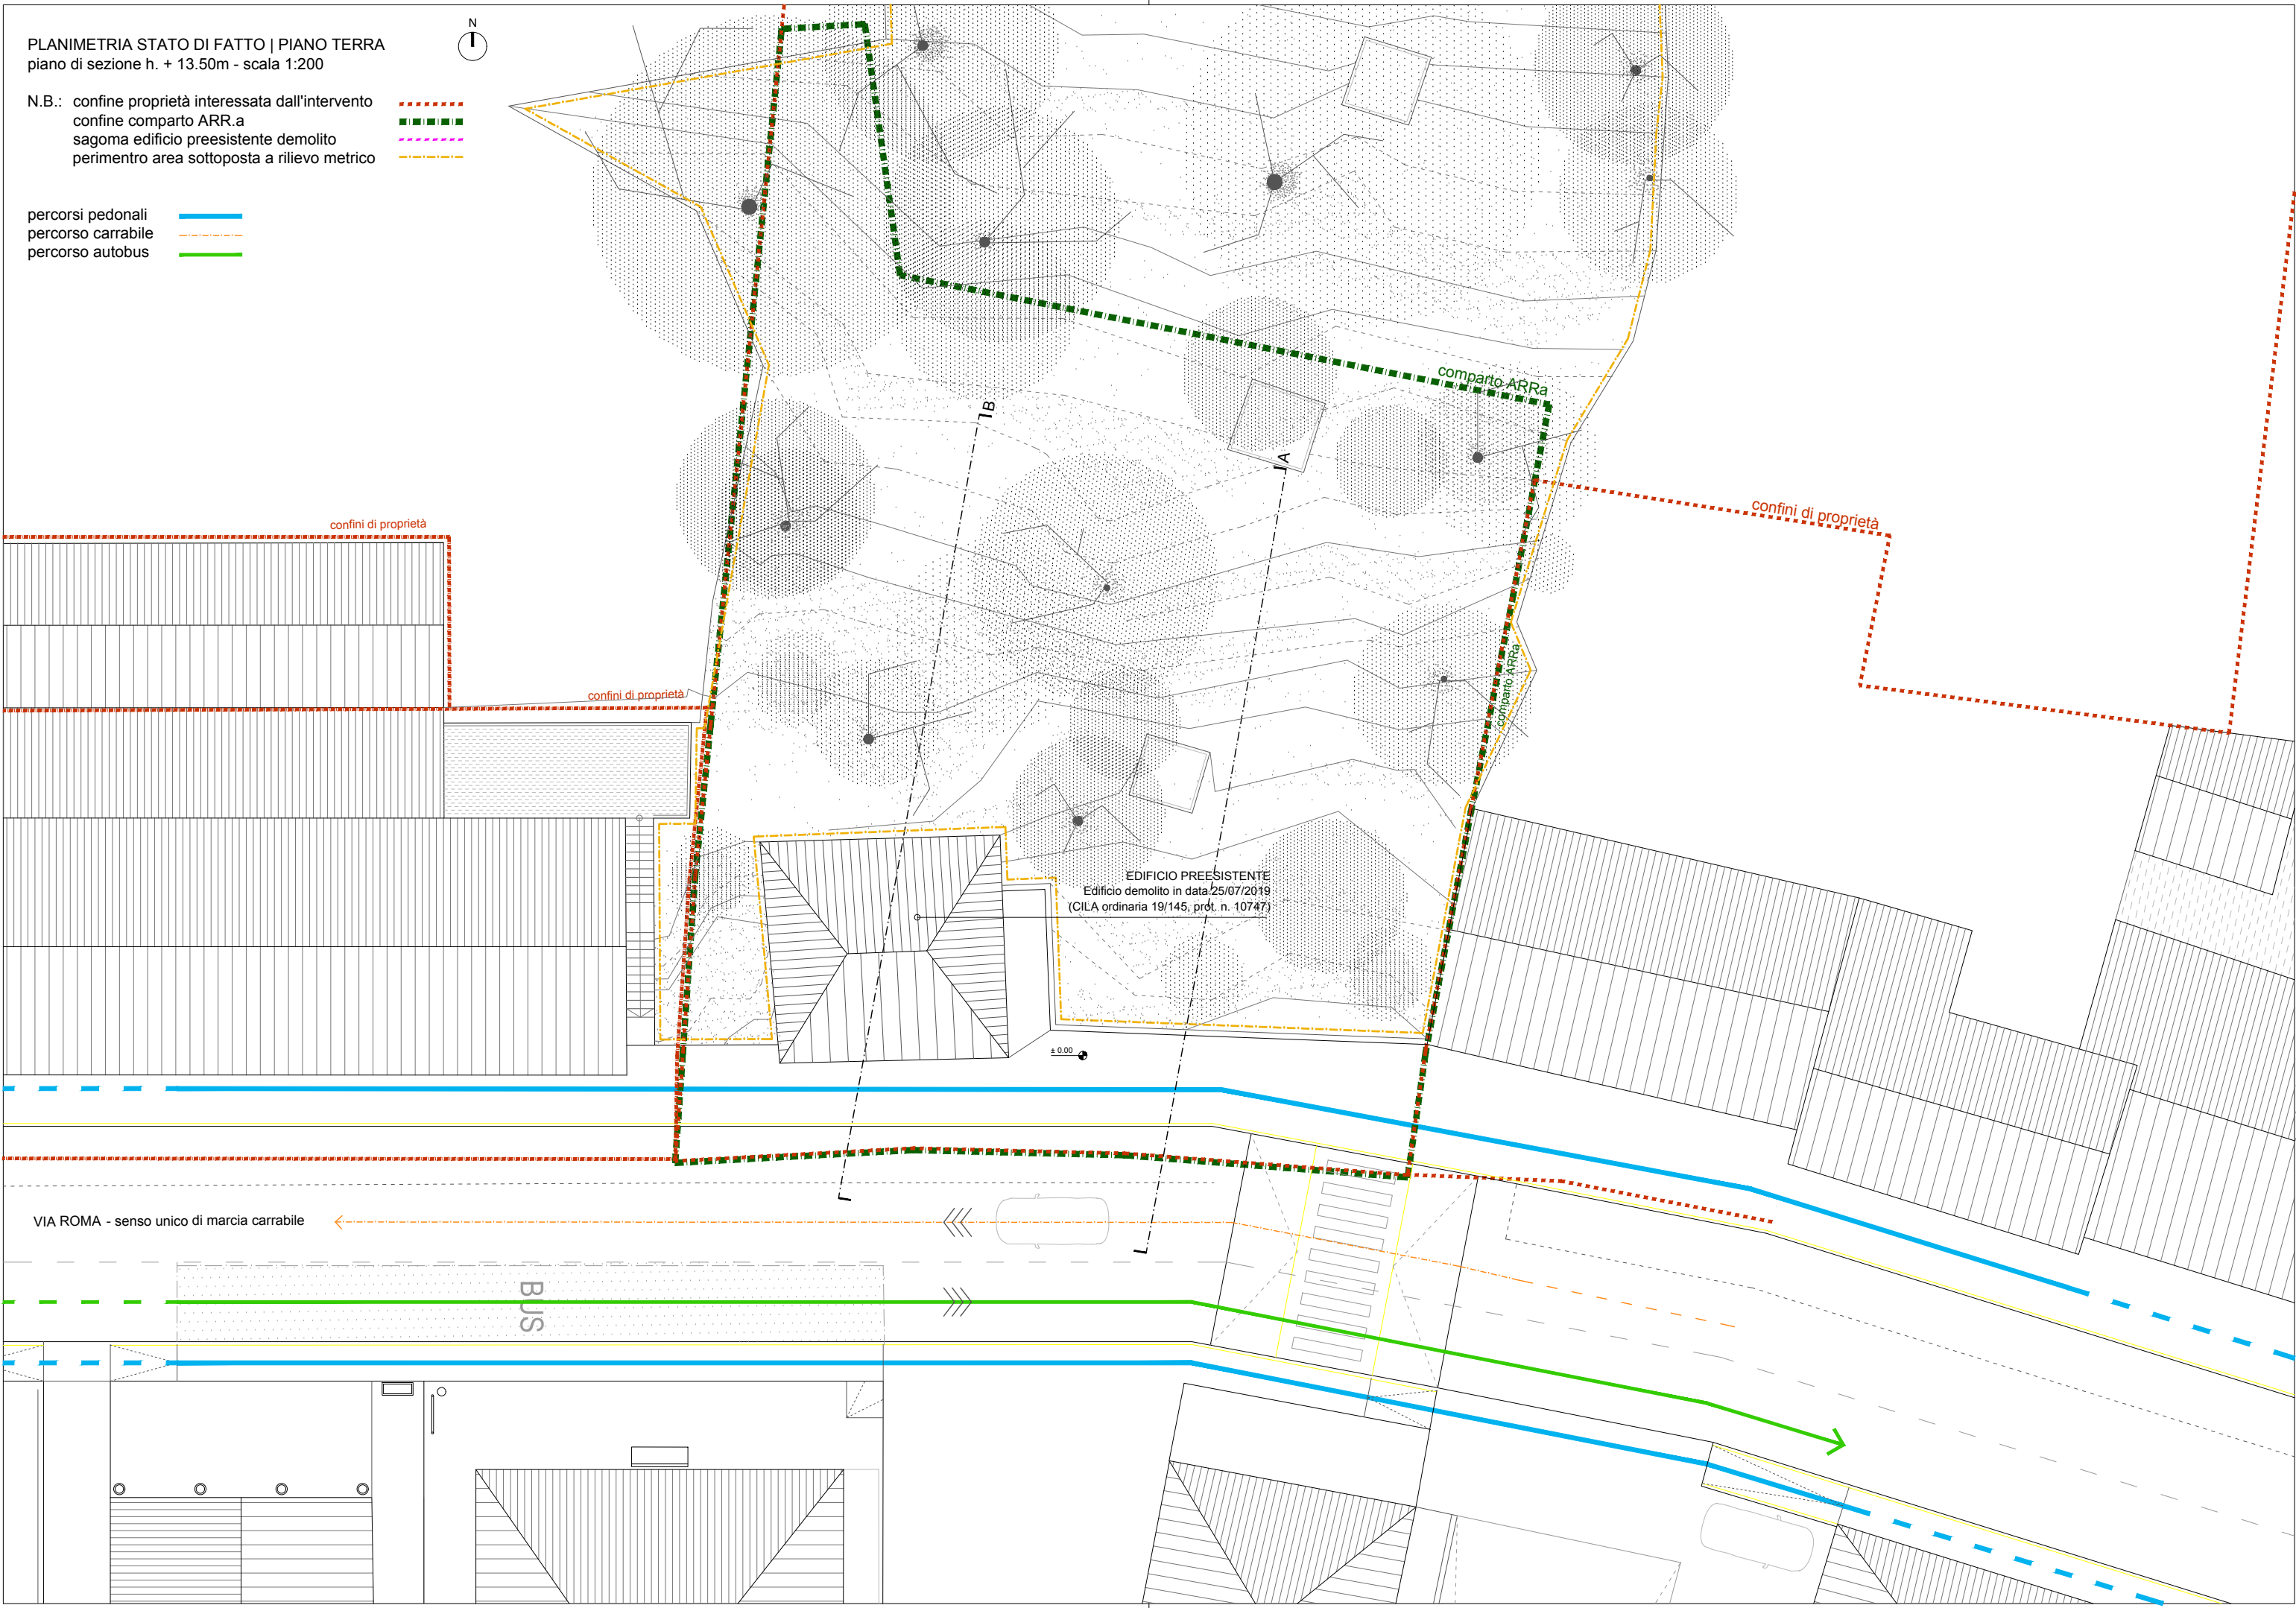 PLANIMETRIA STATO DI FATTO | PIANO TERRA
piano di sezione h. + 13.50m - scala 1:200
N
N.B.: confine proprietà interessata dall'intervento
confine comparto ARR.a
sagoma edificio preesistente demolito
perimentro area sottoposta a rilievo metrico
percorsi pedonali
percorso carrabile
percorso autobus
comparto ARRa
B
A
confini di proprietà
confini di proprietà
confini di proprietà
comparto ARRa
EDIFICIO PREESISTENTE
Edificio demolito in data 25/07/2019
(CILA ordinaria 19/145, prot. n. 10747)
± 0.00
VIA ROMA - senso unico di marcia carrabile
BUS